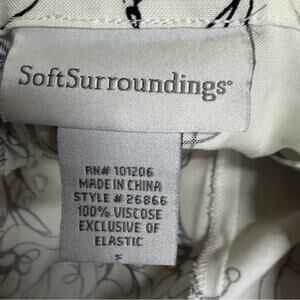 SoftSurroundings®
RN# 101206
MADE IN CHINA
STYLE # 26866
100% VISCOSE
EXCLUSIVE OF
ELASTIC
S